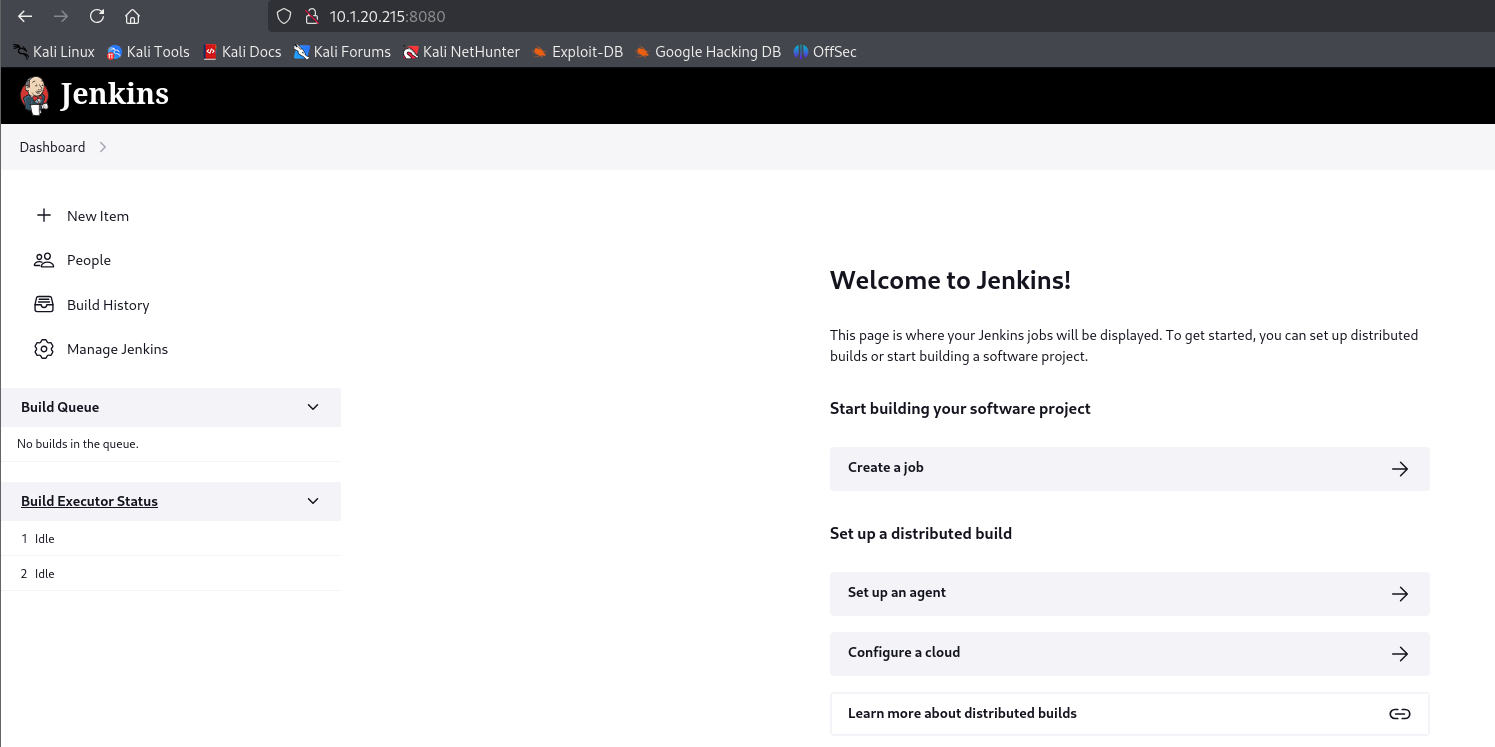 10.1.20.215:8080
Kali Linux Kali Tools Kali Docs Kali Forums Kali NetHunter Exploit-DB Google Hacking DB OffSec
Jenkins
Dashboard
New Item
People
Build History
Manage Jenkins
Build Queue
No builds in the queue.
Build Executor Status
1 Idle
2 Idle
Welcome to Jenkins!
This page is where your Jenkins jobs will be displayed. To get started, you can set up distributed
builds or start building a software project.
Start building your software project
Create a job
Set up a distributed build
Set up an agent
Configure a cloud
Learn more about distributed builds